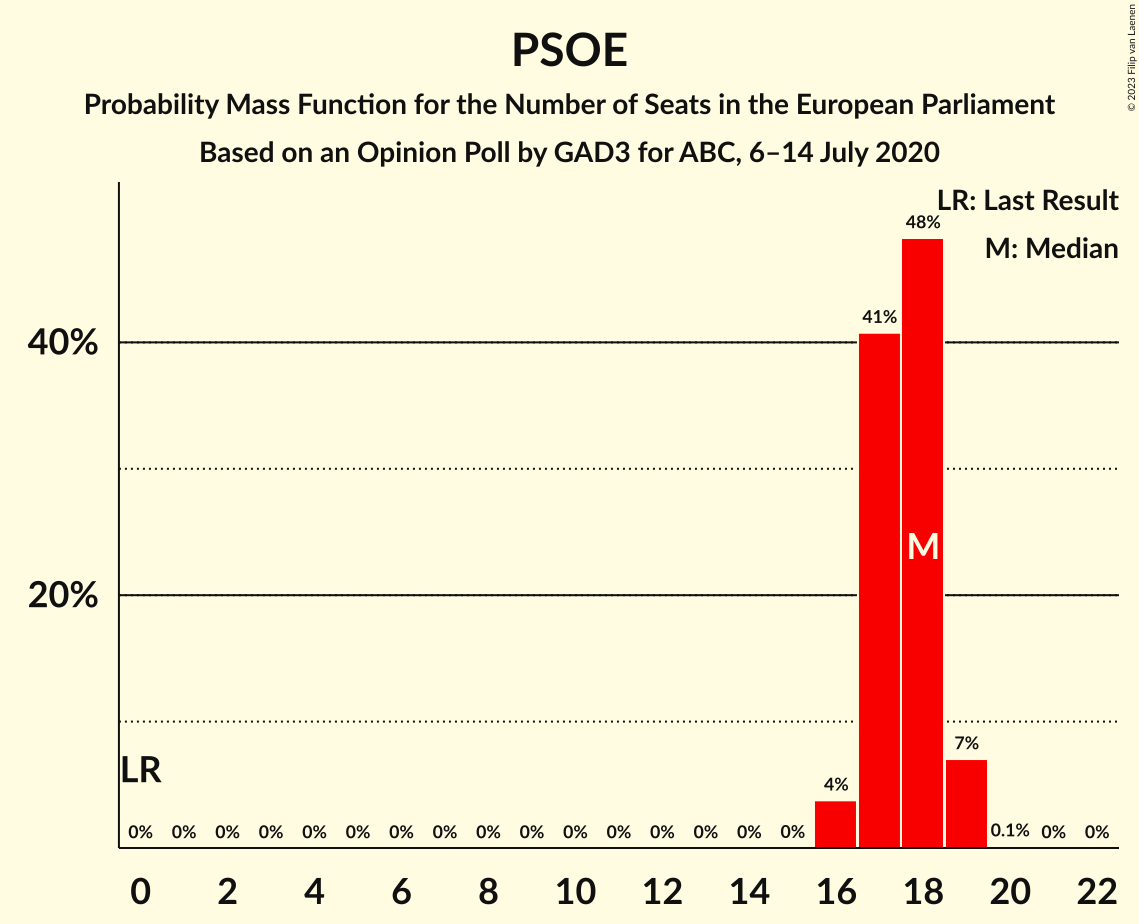 PSOE
Probability Mass Function for the Number of Seats in the European Parliament
Based on an Opinion Poll by GAD3 for ABC, 6–14 July 2020
© 2023 Filip van Laenen
LR: Last Result
M: Median
48%
41%
40%
M
20%
7%
LR
4%
0% 0% 0% 0% 0% 0% 0% 0% 0% 0% 0% 0% 0% 0% 0% 0% 0.1% 0% 0%
0 2 4 6 8 10 12 14 16 18 20 22